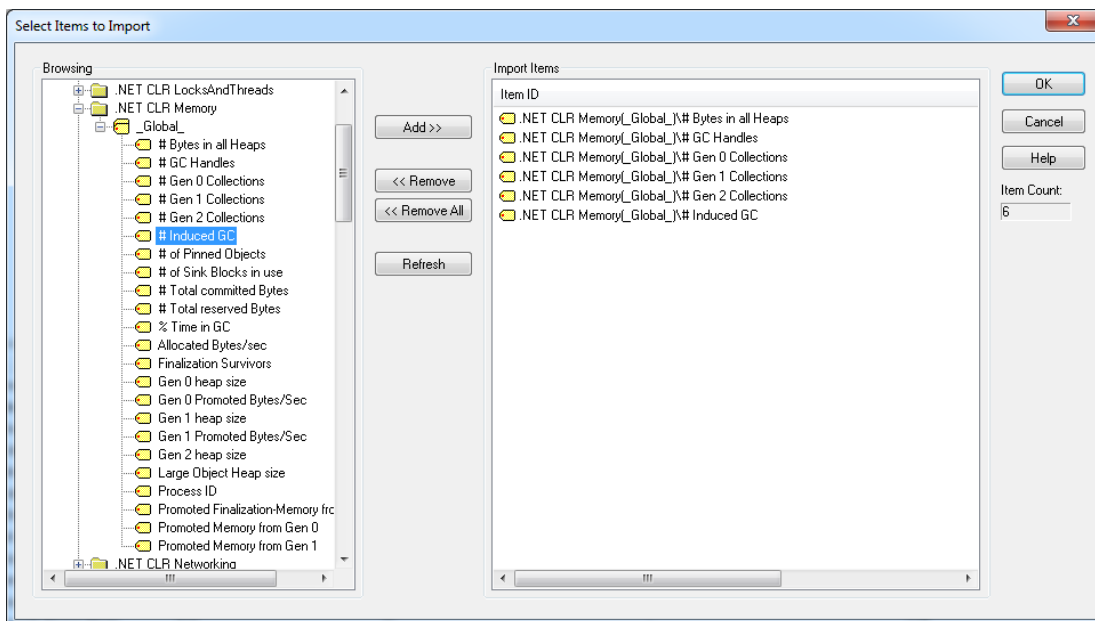 Select Items to Import
Browsing
.NET CLR LocksAndThreads
.NET CLR Memory
_Global_
# Bytes in all Heaps
# GC Handles
# Gen 0 Collections
# Gen 1 Collections
# Gen 2 Collections
# Induced GC
# of Pinned Objects
# of Sink Blocks in use
# Total committed Bytes
# Total reserved Bytes
% Time in GC
Allocated Bytes/sec
Finalization Survivors
Gen 0 heap size
Gen 0 Promoted Bytes/Sec
Gen 1 heap size
Gen 1 Promoted Bytes/Sec
Gen 2 heap size
Large Object Heap size
Process ID
Promoted Finalization-Memory frc
Promoted Memory from Gen 0
Promoted Memory from Gen 1
.NET CLR Networking
Add >>
<< Remove
<< Remove All
Refresh
Import Items
Item ID
.NET CLR Memory(_Global_)\# Bytes in all Heaps
.NET CLR Memory(_Global_)\# GC Handles
.NET CLR Memory(_Global_)\# Gen 0 Collections
.NET CLR Memory(_Global_)\# Gen 1 Collections
.NET CLR Memory(_Global_)\# Gen 2 Collections
.NET CLR Memory(_Global_)\# Induced GC
OK
Cancel
Help
Item Count:
6